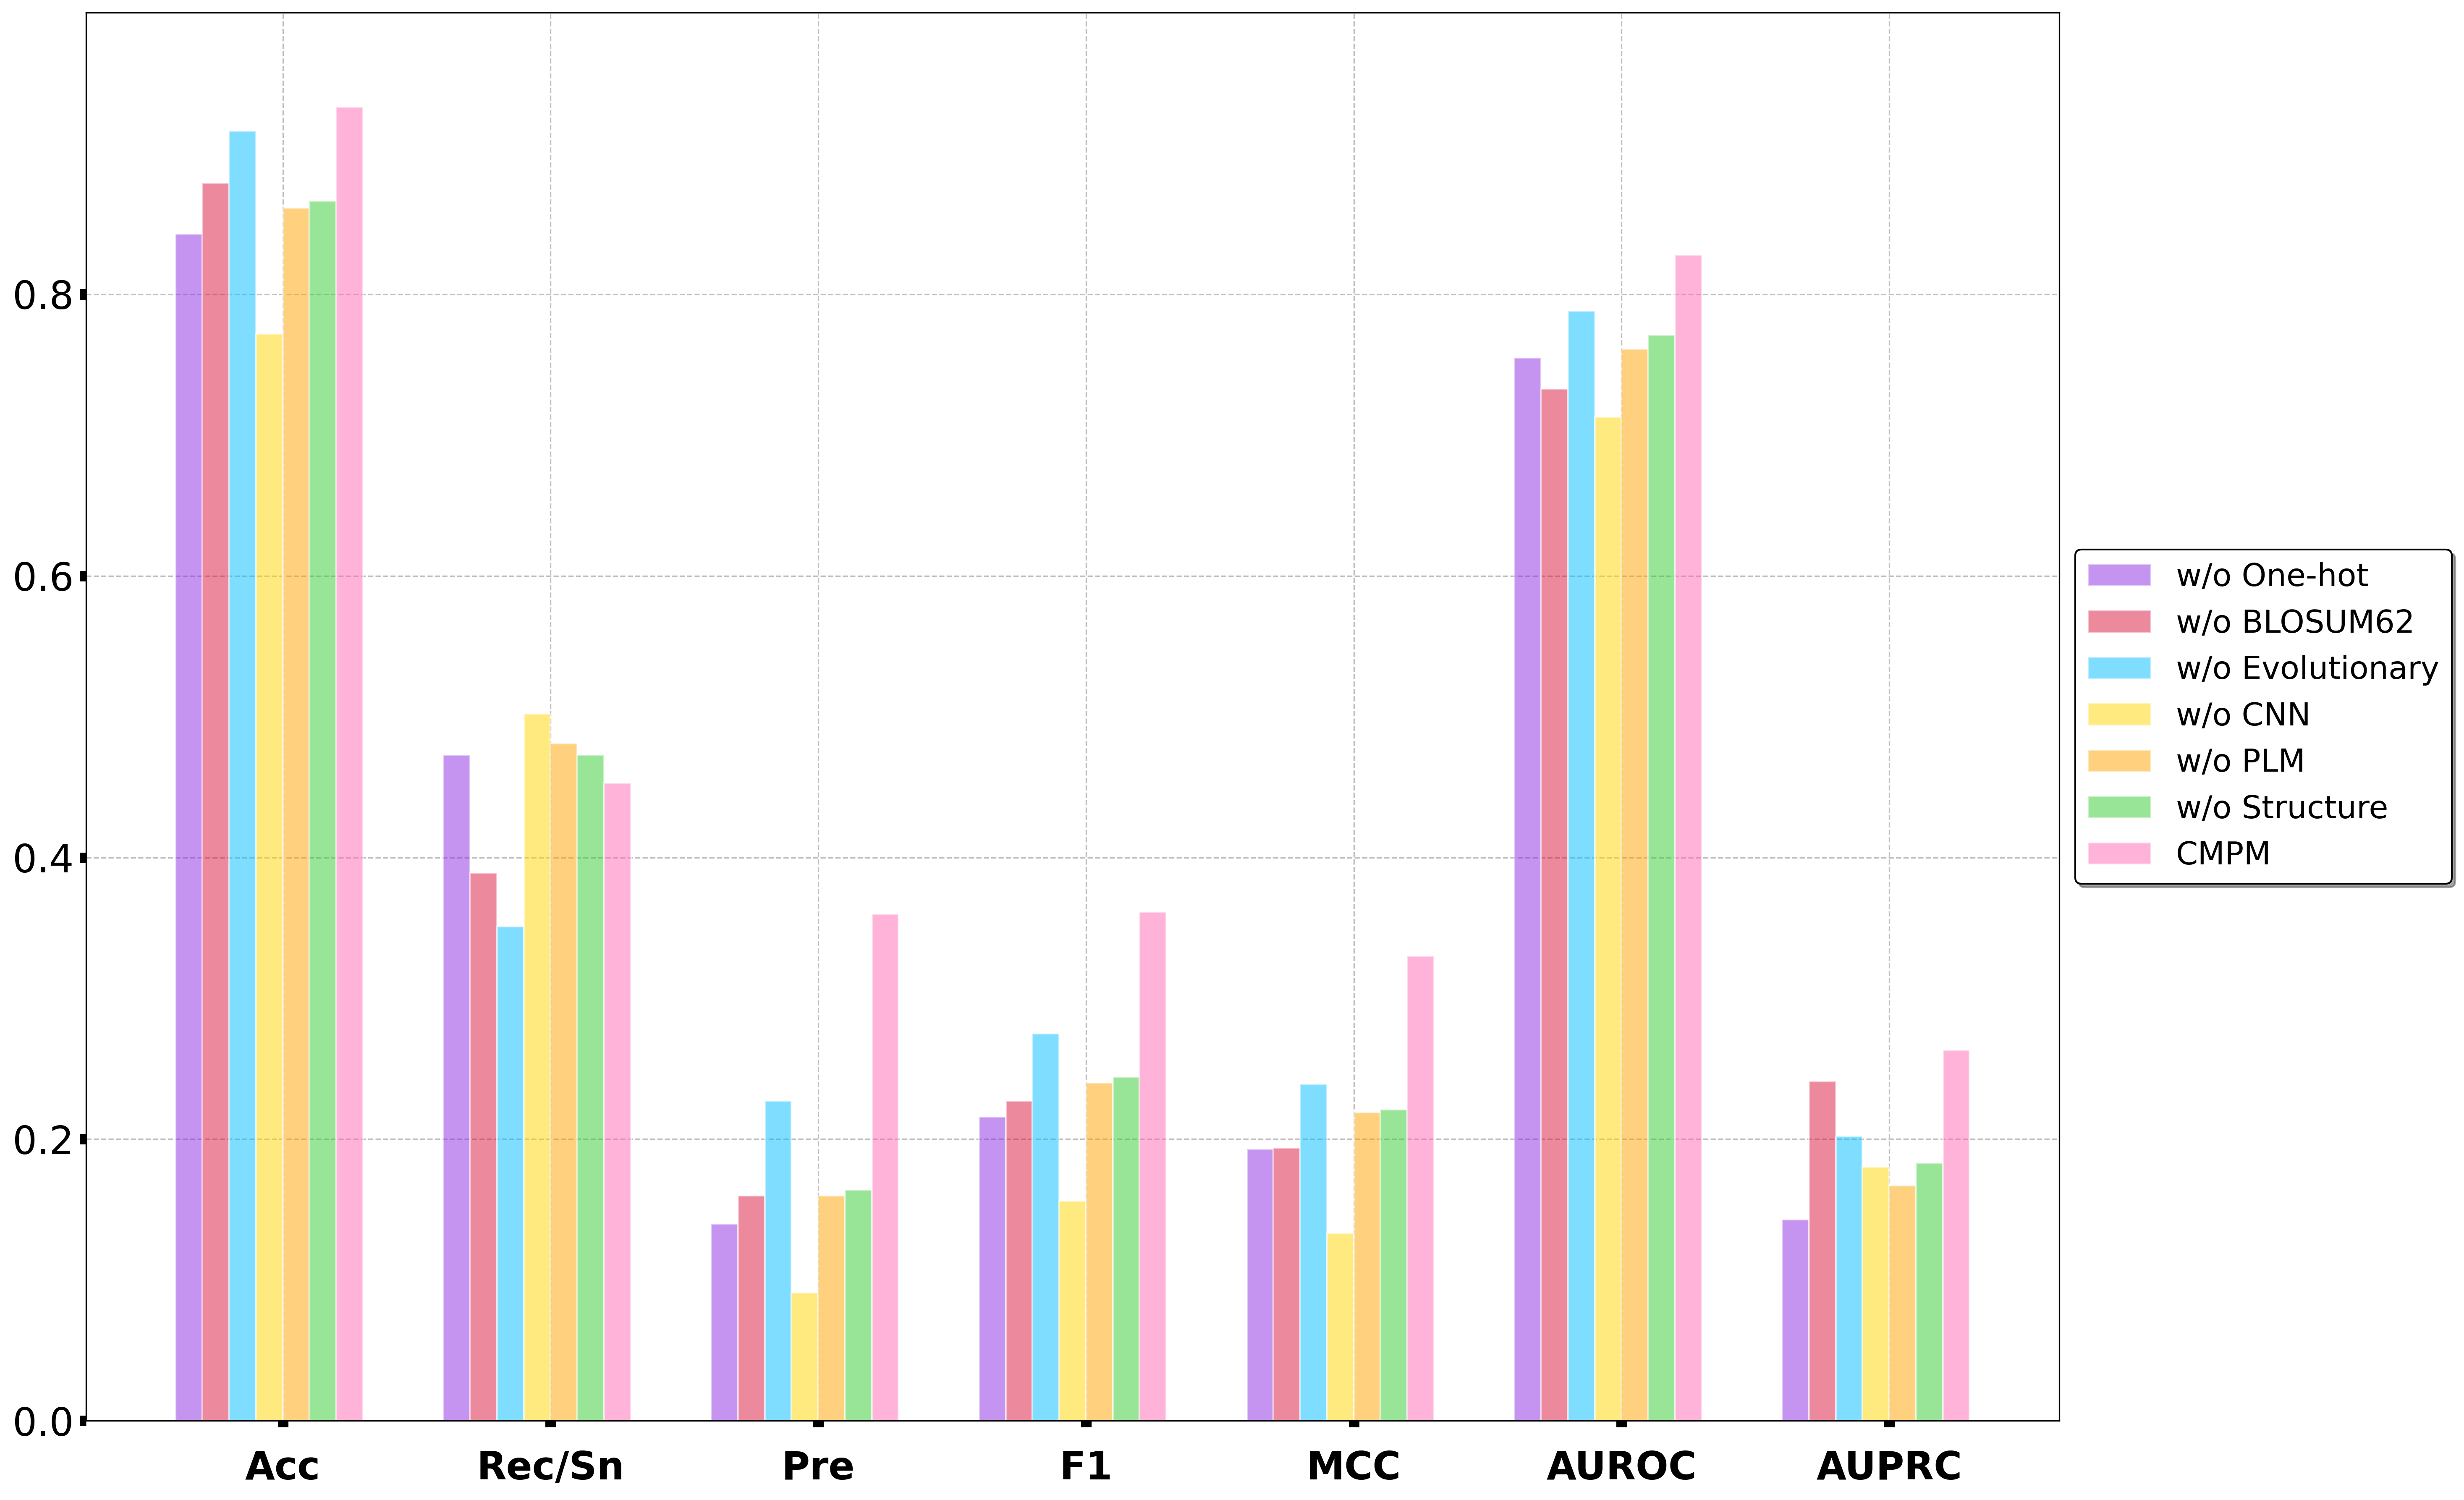 0.8
0.6
0.4
0.2
0.0
Acc Rec/Sn Pre F1 MCC AUROC AUPRC
w/o One-hot
w/o BLOSUM62
w/o Evolutionary
w/o CNN
w/o PLM
w/o Structure
CMPM